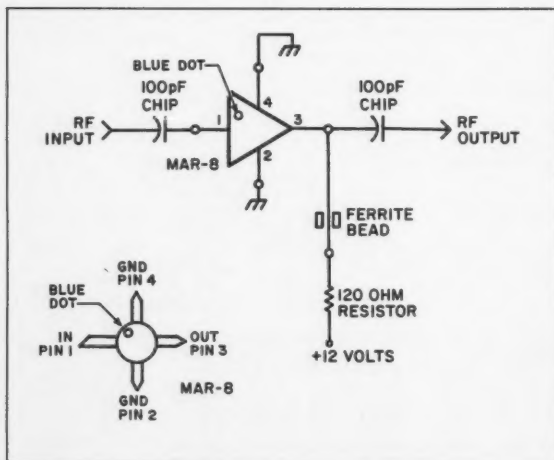 BLUE DOT
100pF
CHIP
100pF
CHIP
4
1
3
2
RF
INPUT
RF
OUTPUT
MAR-8
FERRITE
BEAD
120 OHM
RESISTOR
+12 VOLTS
GND
PIN 4
BLUE
DOT
IN
PIN 1
OUT
PIN 3
MAR-8
GND
PIN 2